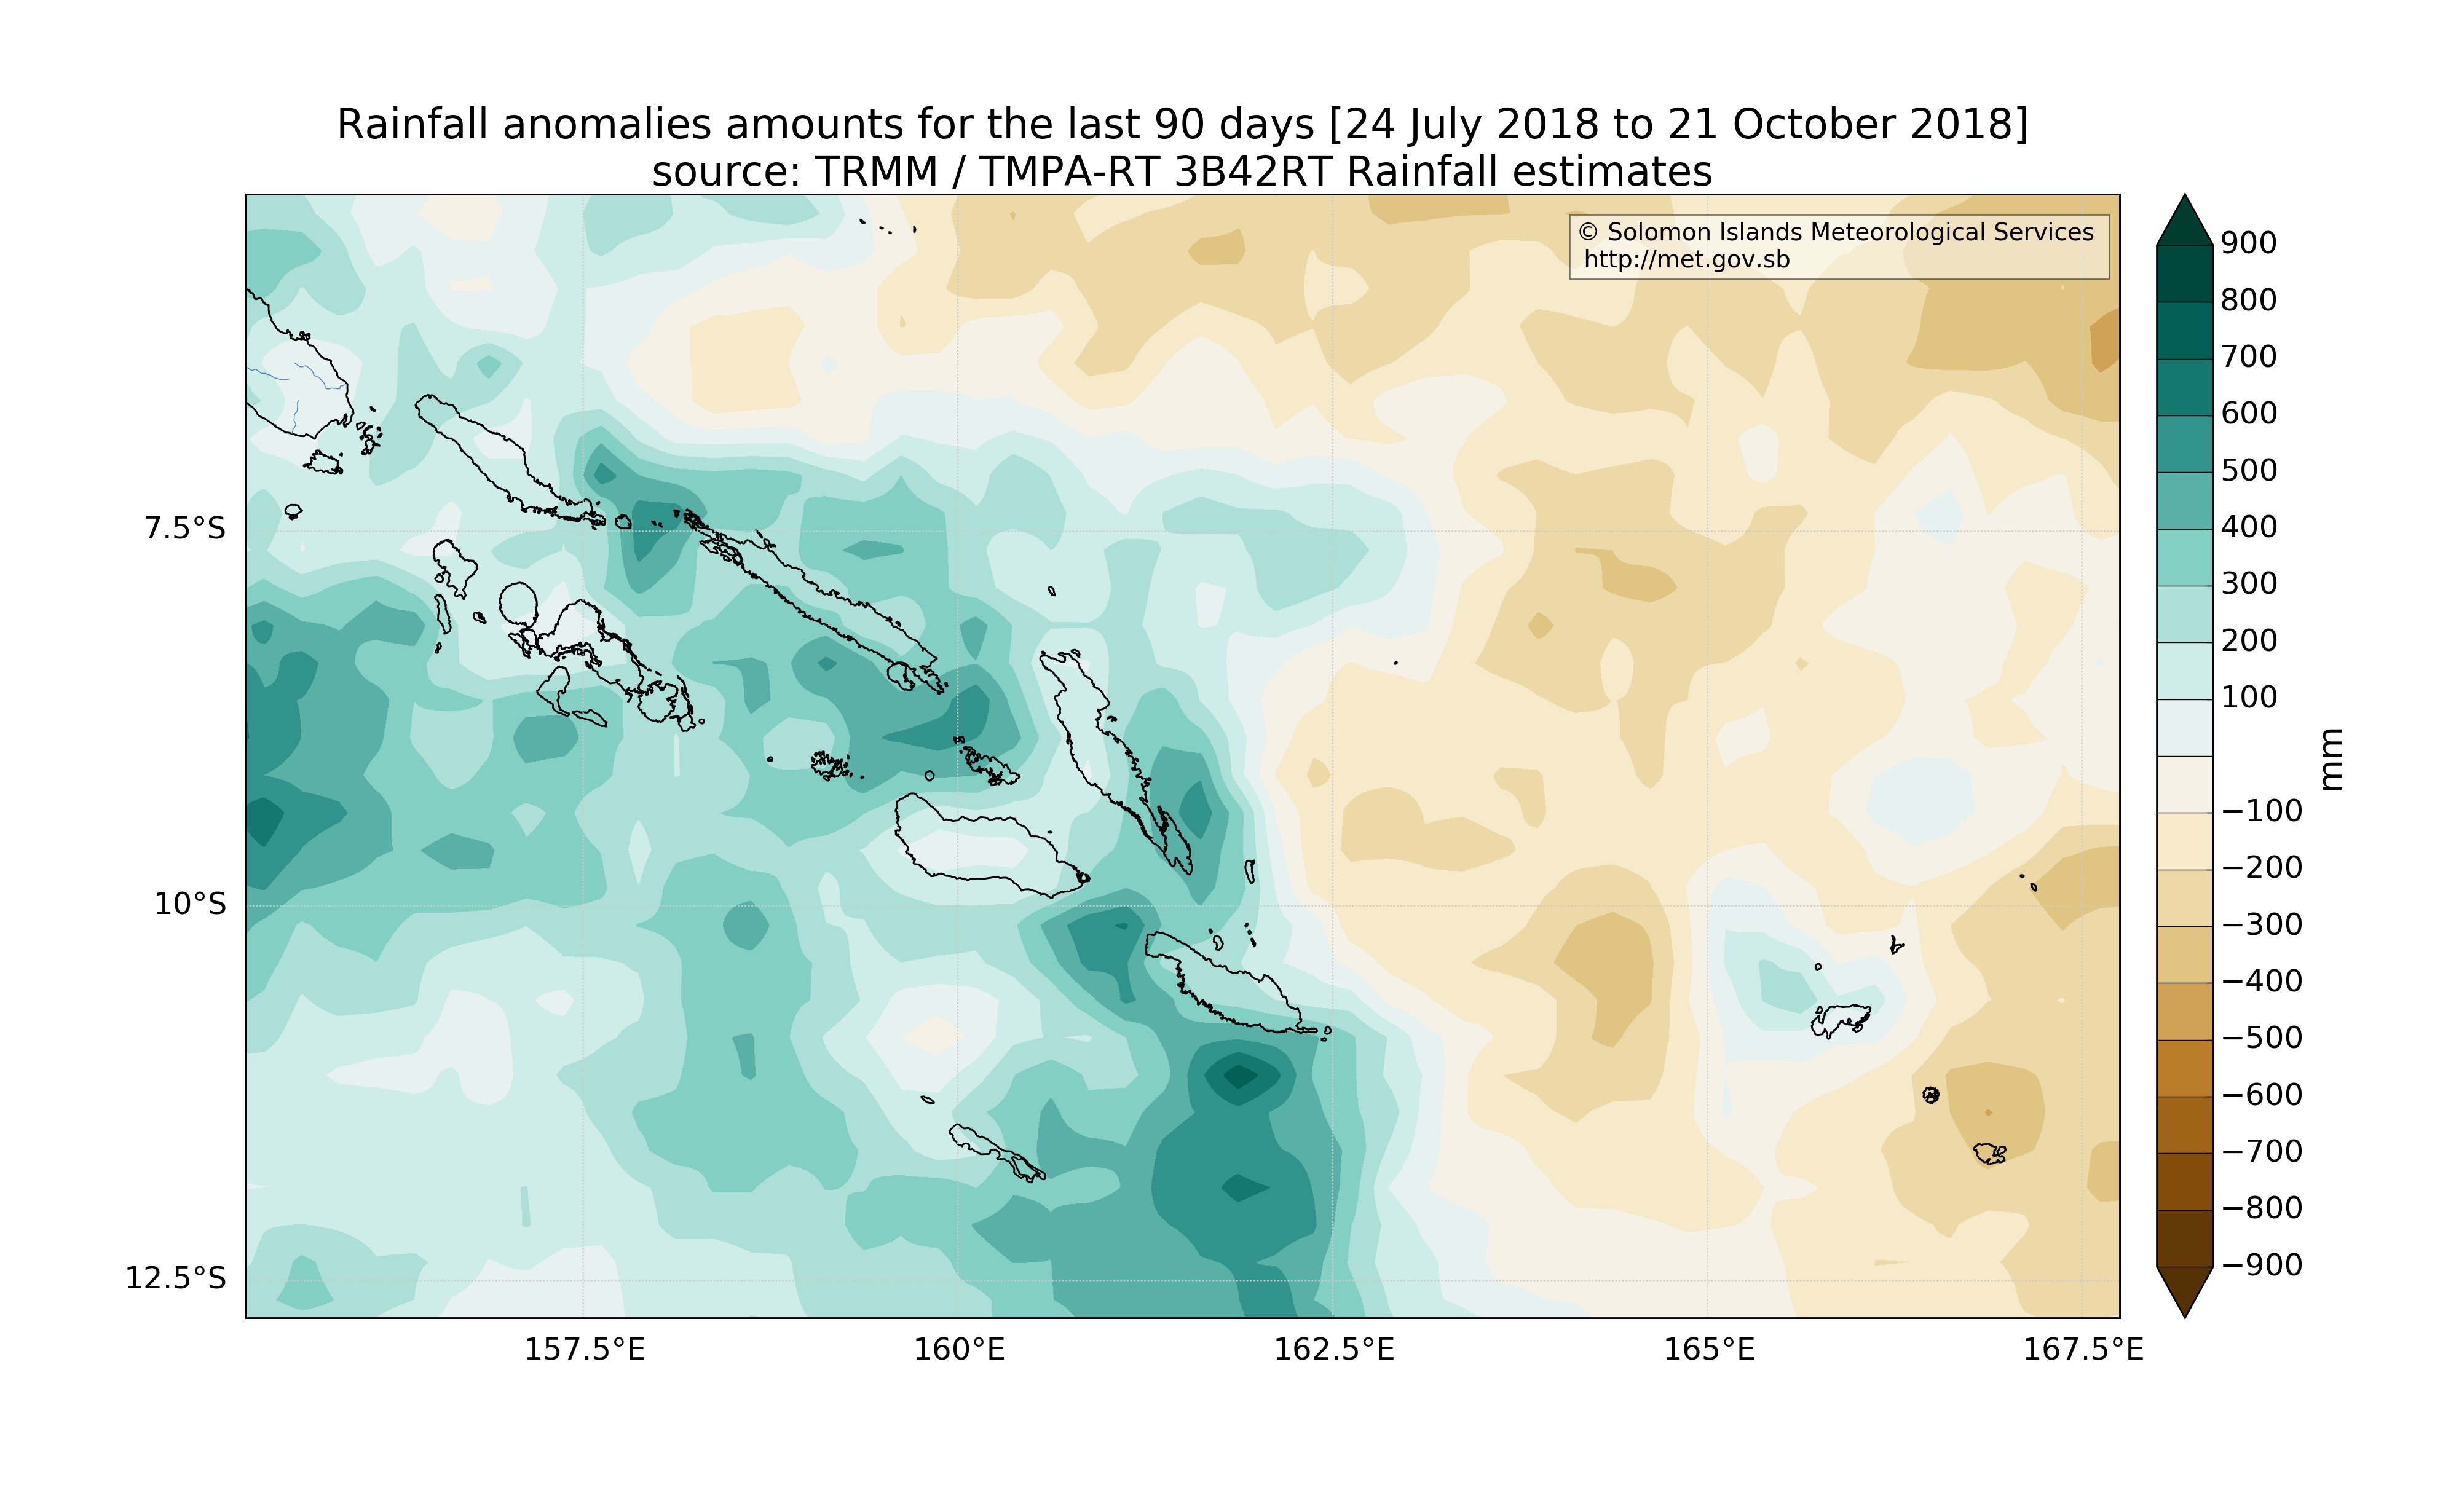 Rainfall anomalies amounts for the last 90 days [24 July 2018 to 21 October 2018]
source: TRMM / TMPA-RT 3B42RT Rainfall estimates
© Solomon Islands Meteorological Services
http://met.gov.sb
900
800
700
600
500
400
300
200
100
−100
−200
−300
−400
−500
−600
−700
−800
−900
mm
7.5°S
10°S
12.5°S
157.5°E
160°E
162.5°E
165°E
167.5°E